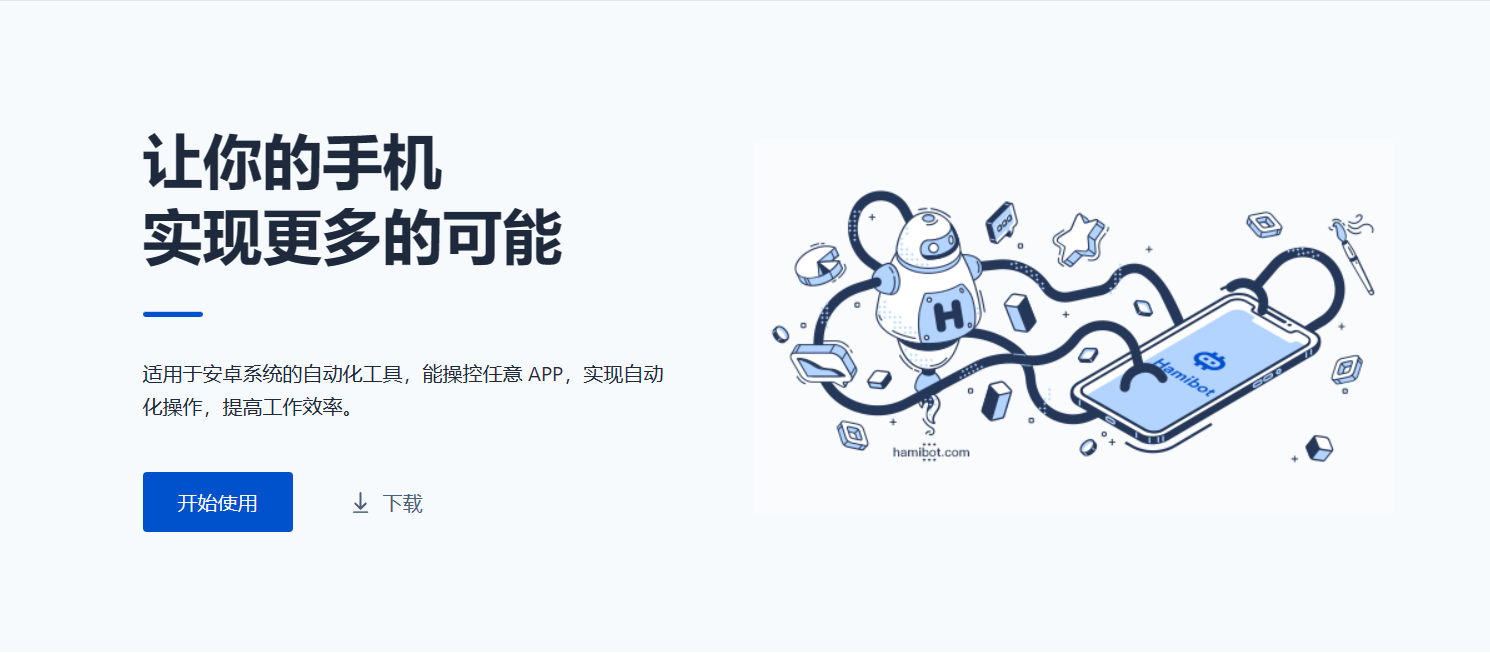 让你的手机
实现更多的可能
适用于安卓系统的自动化工具，能操控任意 APP，实现自动
化操作，提高工作效率。
开始使用
下载
H
Hamibot
hamibot.com